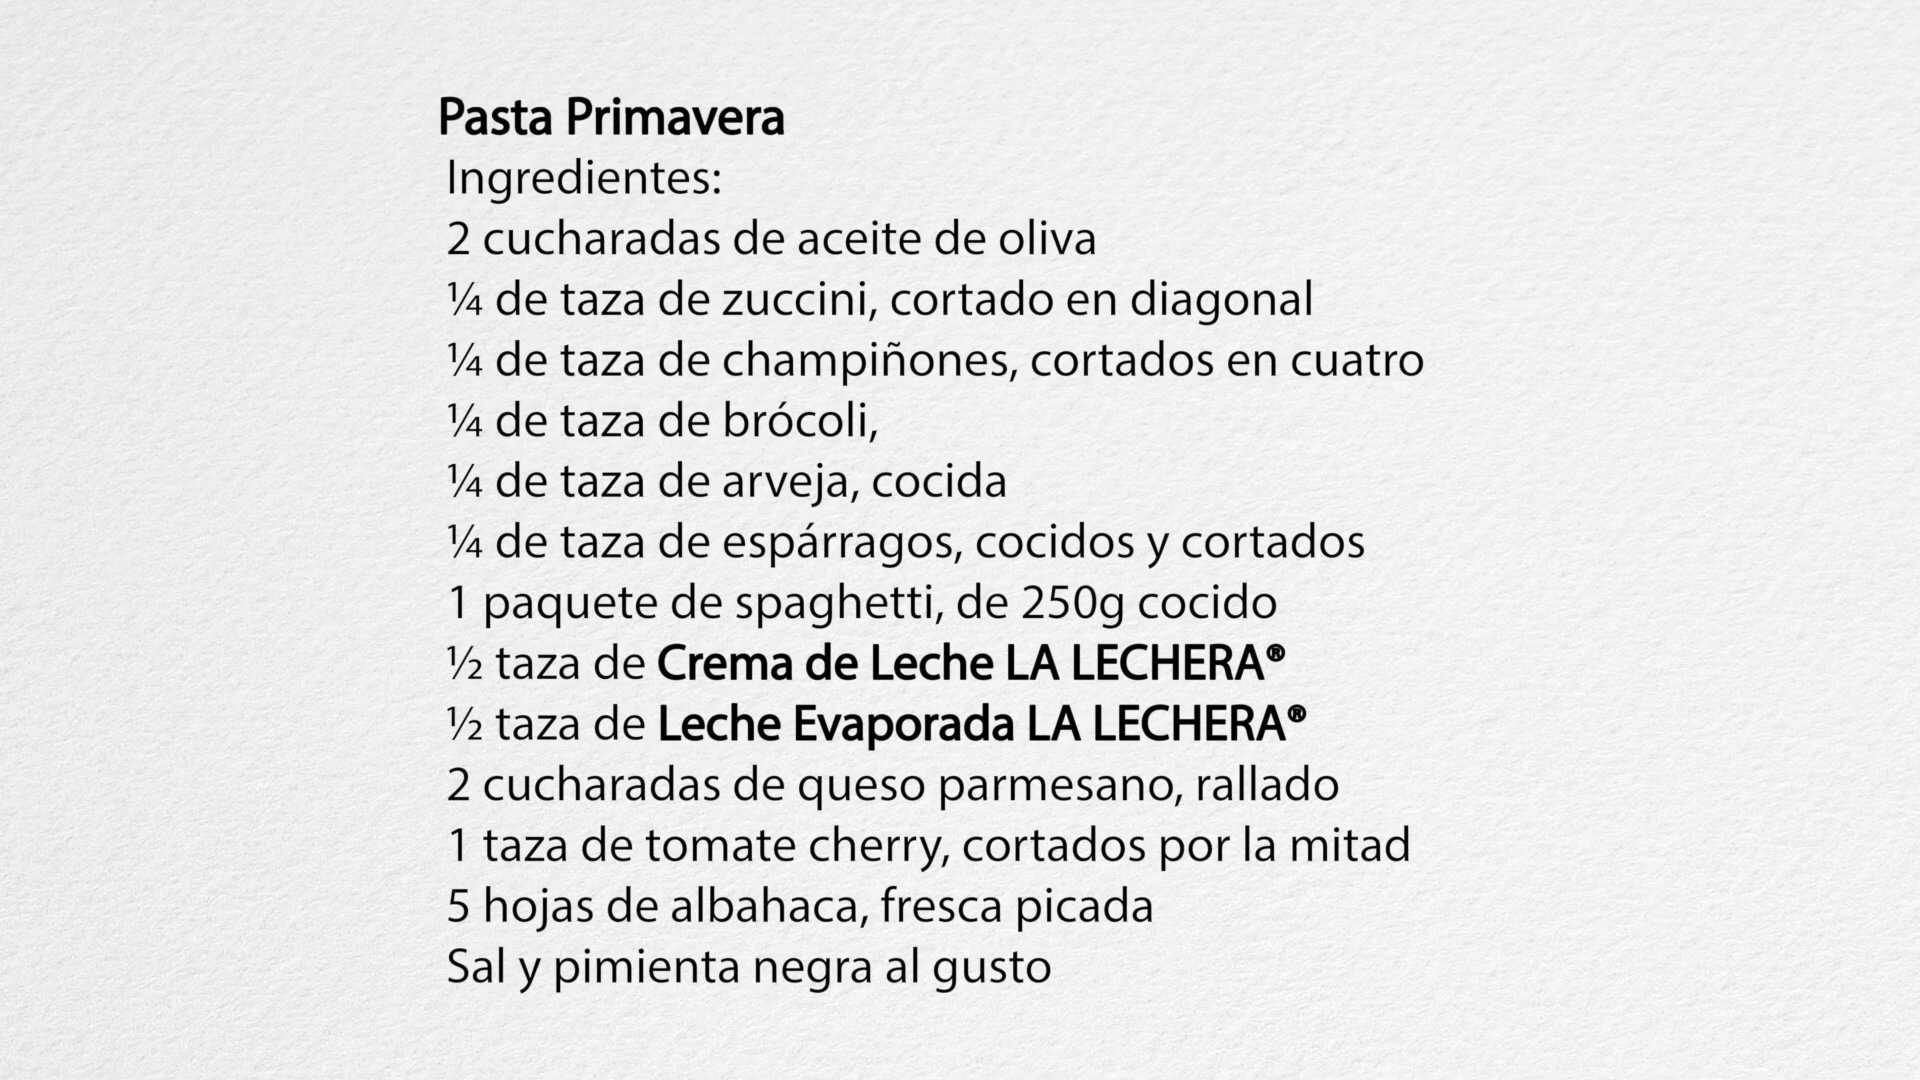 Pasta Primavera
Ingredientes:
2 cucharadas de aceite de oliva
¼ de taza de zuccini, cortado en diagonal
¼ de taza de champiñones, cortados en cuatro
¼ de taza de brócoli,
¼ de taza de arveja, cocida
¼ de taza de espárragos, cocidos y cortados
1 paquete de spaghetti, de 250g cocido
½ taza de Crema de Leche LA LECHERA®
½ taza de Leche Evaporada LA LECHERA®
2 cucharadas de queso parmesano, rallado
1 taza de tomate cherry, cortados por la mitad
5 hojas de albahaca, fresca picada
Sal y pimienta negra al gusto